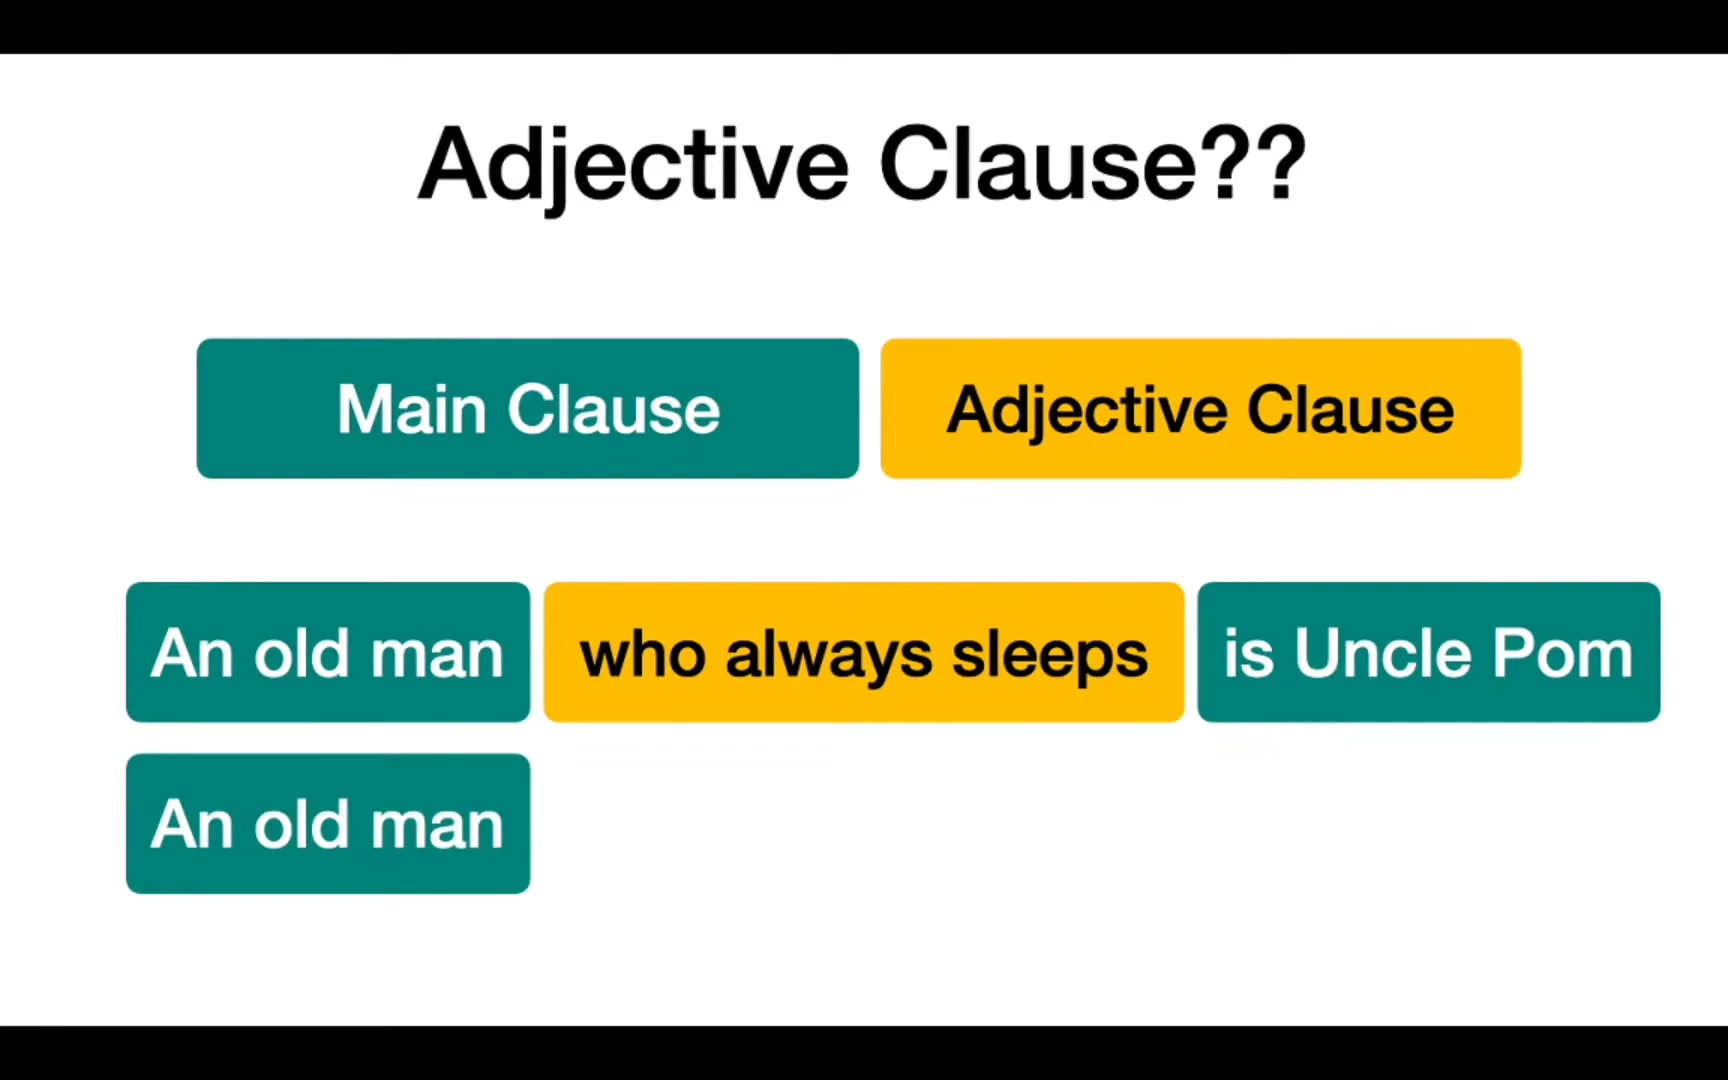 Adjective Clause??
Main Clause Adjective Clause
An old man who always sleeps is Uncle Pom
An old man